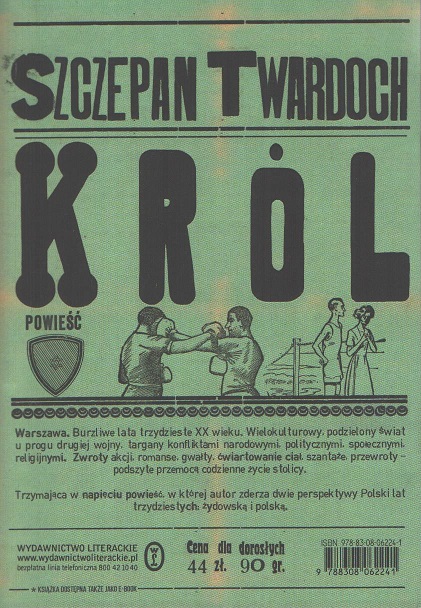 SZCZEPAN TWARDOCH
KRÓL
POWIEŚĆ
Warszawa. Burzliwe lata trzydzieste XX wieku. Wielokulturowy, podzielony świat
u progu drugiej wojny, targany konfliktami narodowymi, politycznymi, społecznymi,
religijnymi. Zwroty akcji, romanse, gwałty, ćwiartowanie ciał, szantaże, przewroty –
podszyte przemocą codzienne życie stolicy.
Trzymająca w napięciu powieść, w której autor zderza dwie perspektywy Polski lat
trzydziestych: żydowską i polską.
WYDAWNICTWO LITERACKIE
www.wydawnictwoliterackie.pl
bezpłatna linia telefoniczna 800 42 10 40
Cena dla dorosłych
44 zł. 90 gr.
ISBN 978-83-08-06224-1
9 788308 062241
★ KSIĄŻKA DOSTĘPNA TAKŻE JAKO E-BOOK